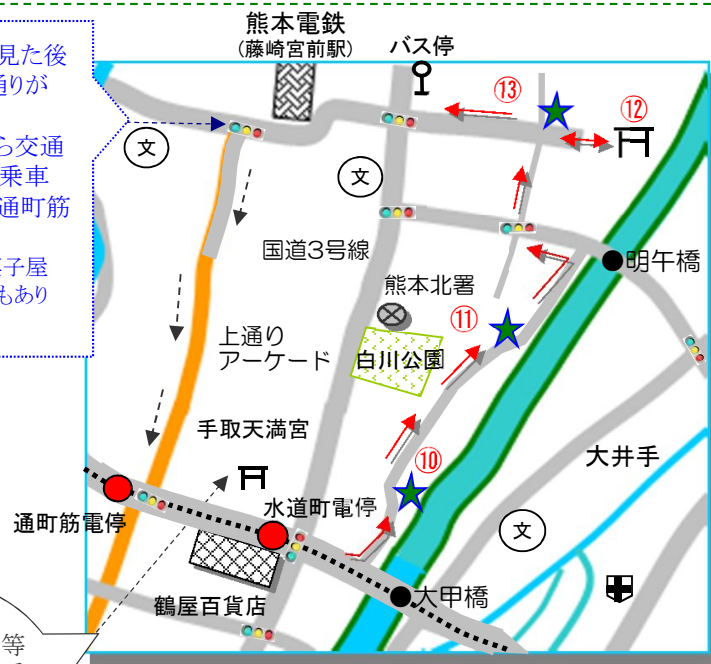 熊本電鉄
(藤崎宮前駅)
バス停
見た後
通りが
ら交通
乗車
通町筋
菓子屋
もあり
⑬
⑫
文
文
国道3号線
明午橋
熊本北署
⑪
上通り
アーケード
白川公園
手取天満宮
⑩
大井手
水道町電停
通町筋電停
文
鶴屋百貨店
大甲橋
等